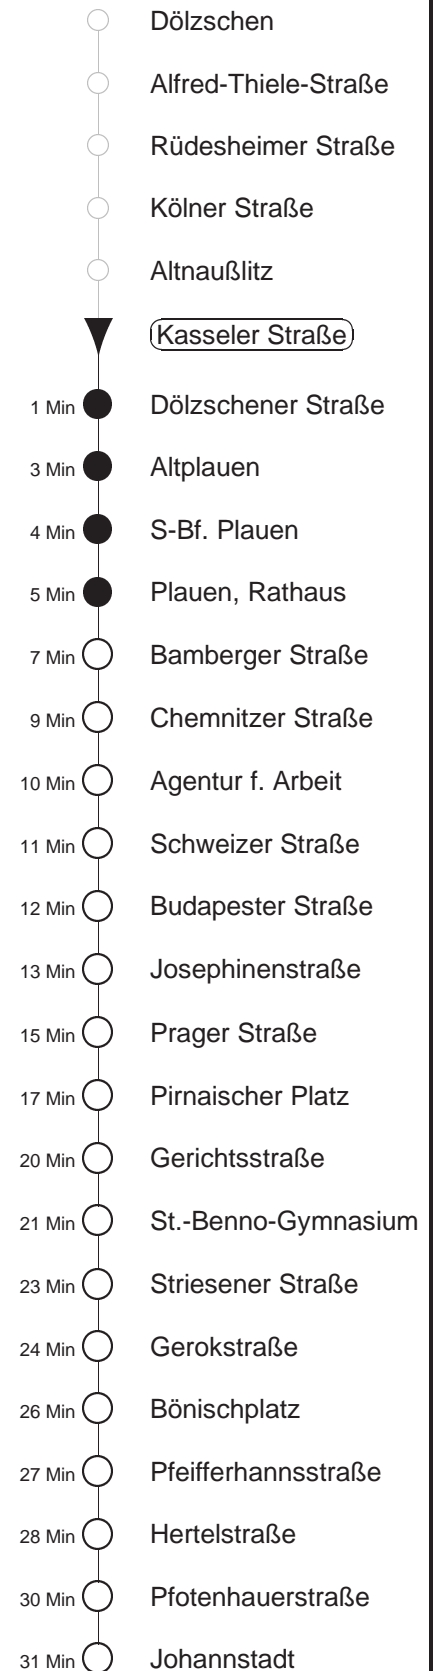 Dölzschen
Alfred-Thiele-Straße
Rüdesheimer Straße
Kölner Straße
Altnaußlitz
Kasseler Straße
1 Min Dölzschener Straße
3 Min Altplauen
4 Min S-Bf. Plauen
5 Min Plauen, Rathaus
7 Min Bamberger Straße
9 Min Chemnitzer Straße
10 Min Agentur f. Arbeit
11 Min Schweizer Straße
12 Min Budapester Straße
13 Min Josephinenstraße
15 Min Prager Straße
17 Min Pirnaischer Platz
20 Min Gerichtsstraße
21 Min St.-Benno-Gymnasium
23 Min Striesener Straße
24 Min Gerokstraße
26 Min Bönischplatz
27 Min Pfeifferhannsstraße
28 Min Hertelstraße
30 Min Pfotenhauerstraße
31 Min Johannstadt